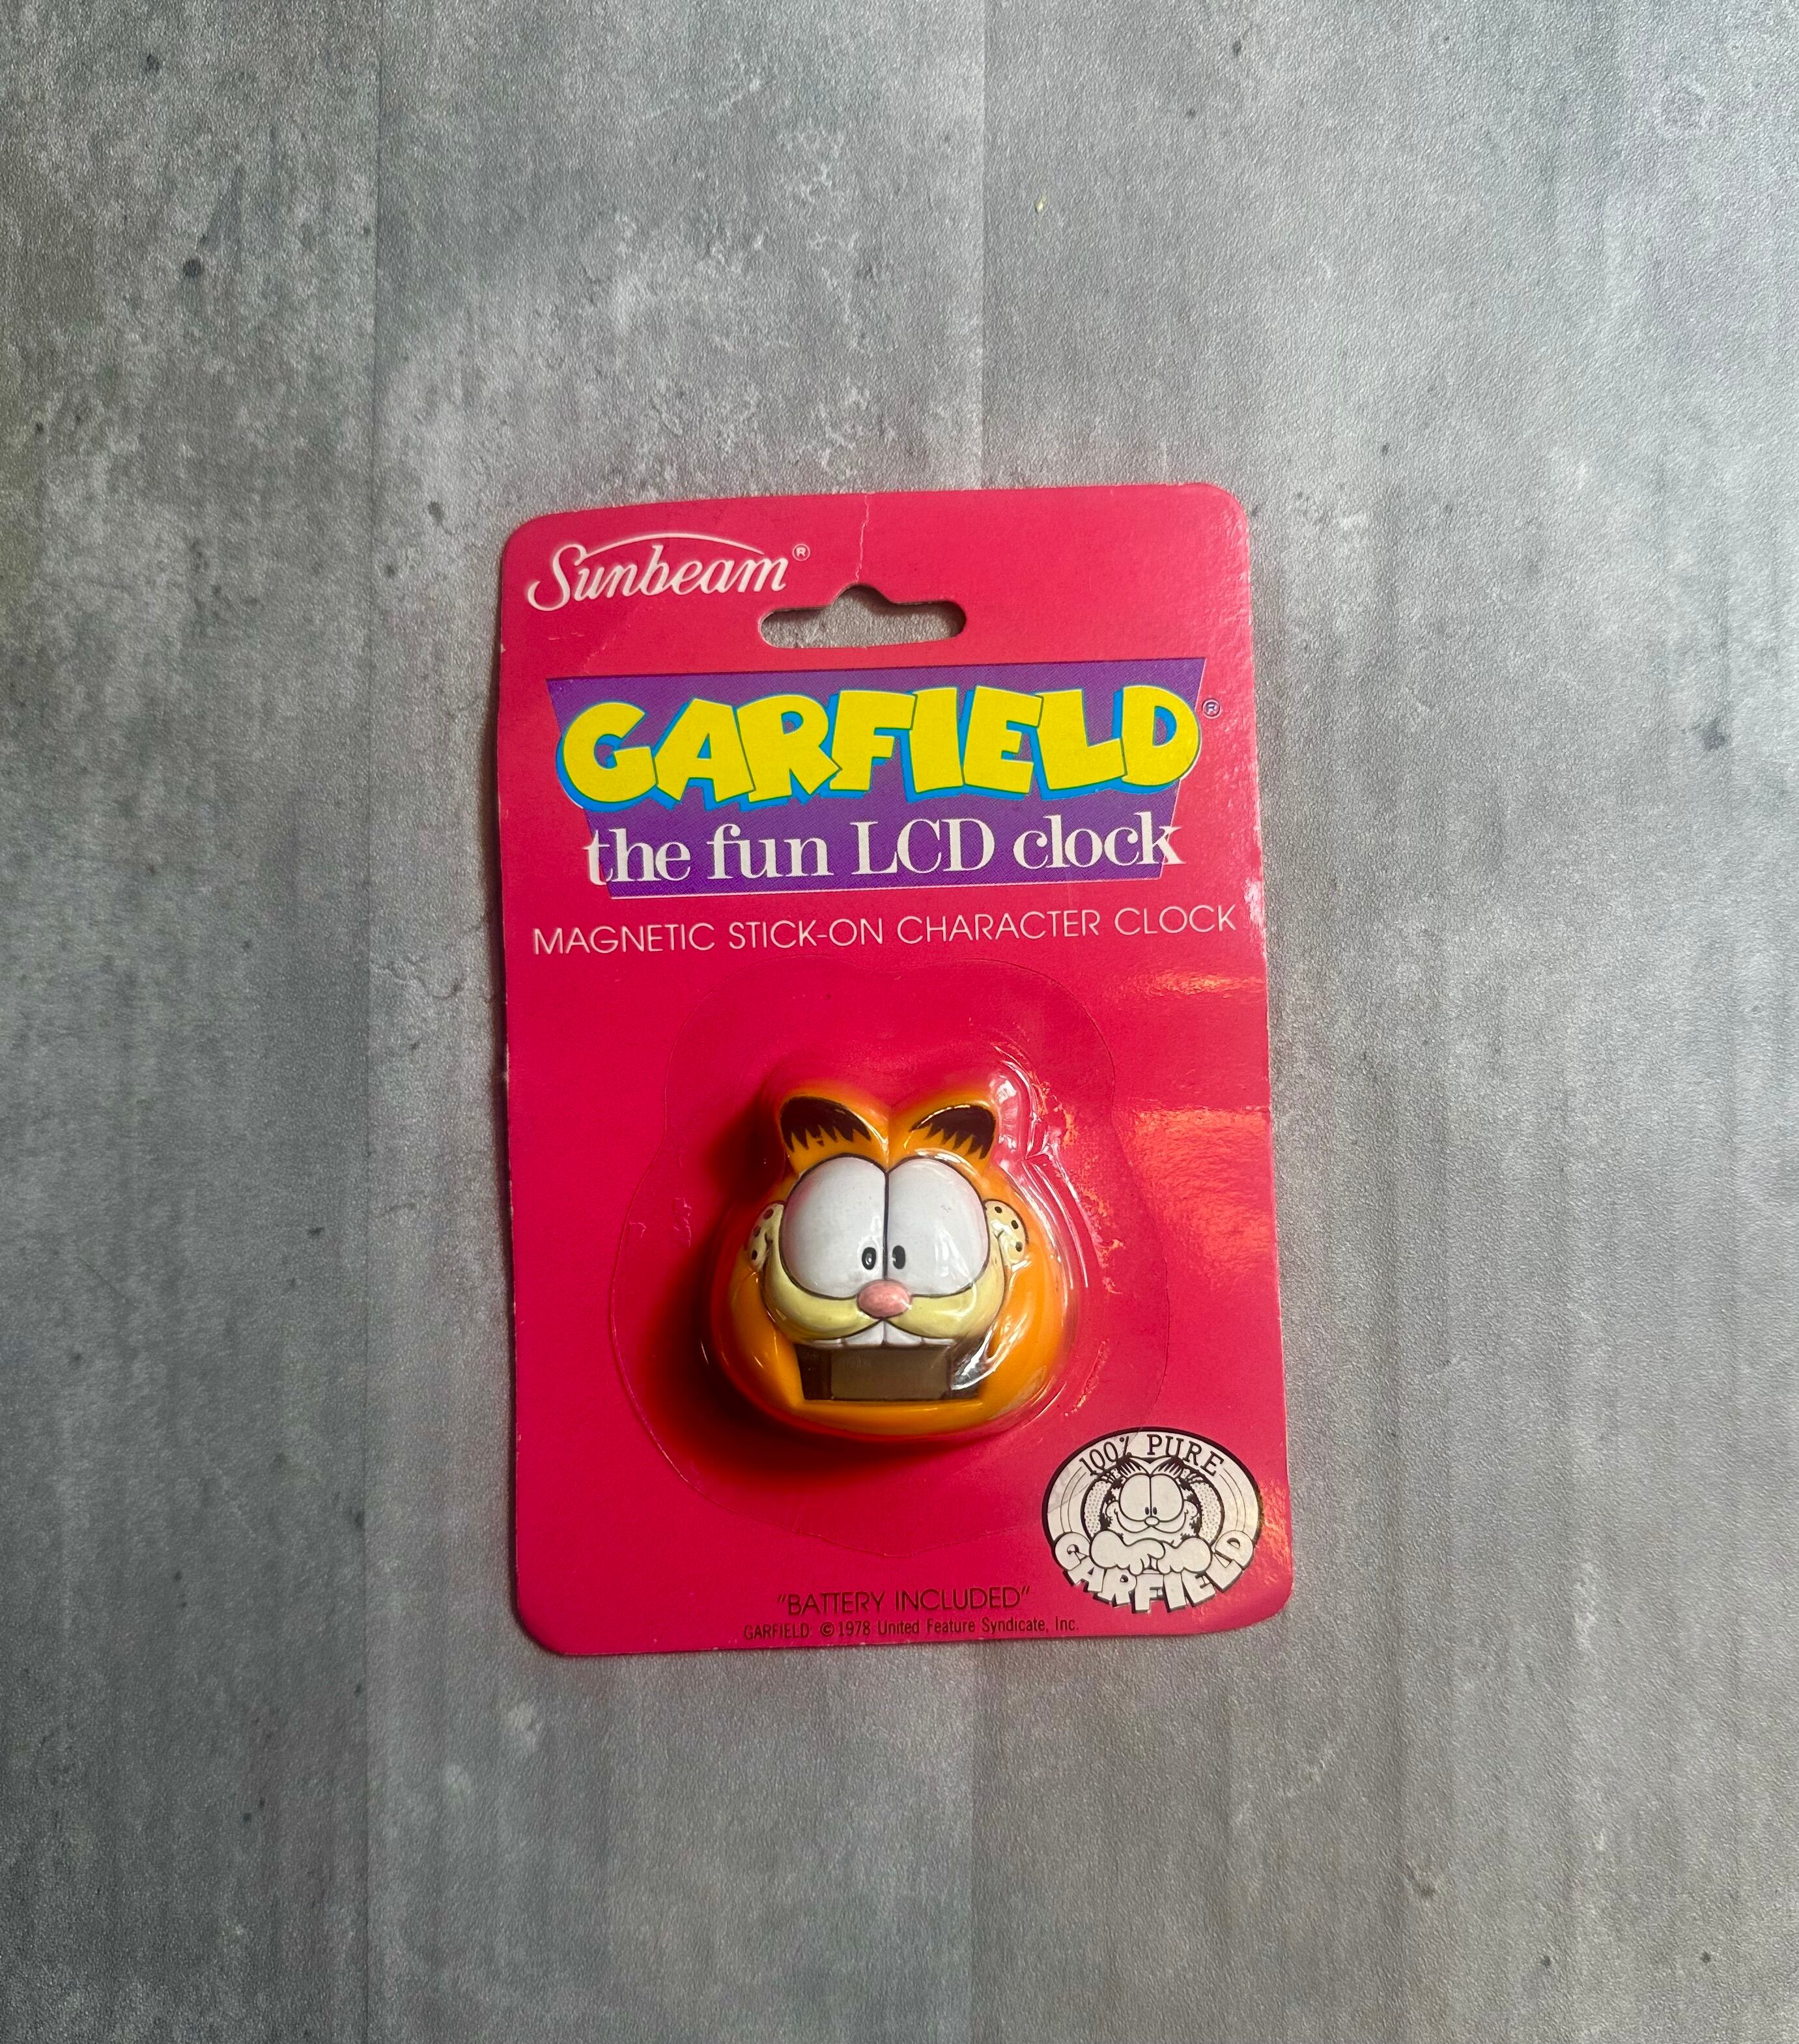 Sunbeam®
GARFIELD®
the fun LCD clock
MAGNETIC STICK-ON CHARACTER CLOCK
100% PURE
GARFIELD
"BATTERY INCLUDED"
GARFIELD: ©1978 United Feature Syndicate, Inc.